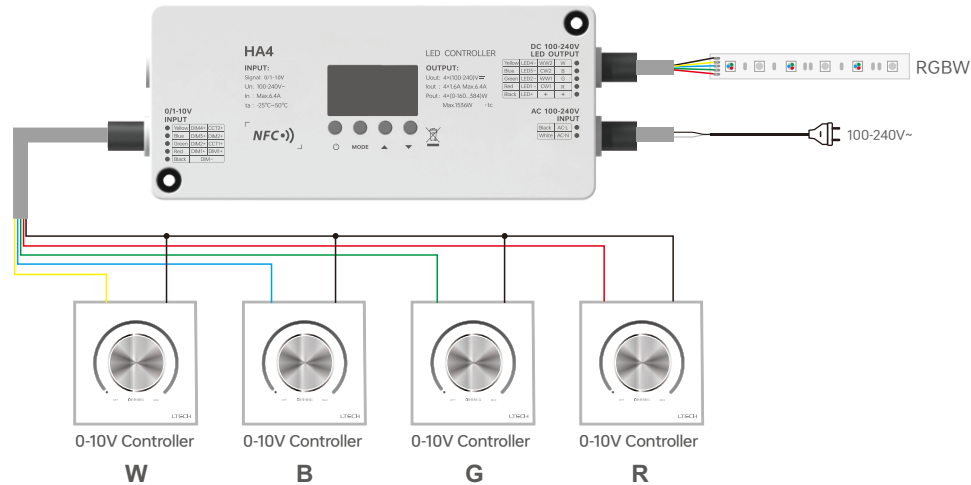 HA4
INPUT:
Signal: 0/1-10V
Un: 100-240V~
In : Max.6.4A
ta : -25°C~50°C
NFC
MODE
LED CONTROLLER
OUTPUT:
Uout: 4×(100-240)V
Iout : 4×1.6A Max.6.4A
Pout : 4×(0-160...384)W
Max.1536W
DC 100-240V
LED OUTPUT
Yellow LED4- WW2 W
Blue LED3- CW2 B
Green LED2- WW1 G
Red LED1- CW1 R
Black LED+ + +
AC 100-240V
INPUT
Black AC-L
White AC-N
RGBW
100-240V~
0/1-10V
INPUT
Yellow DIM4+ CCT2+
Blue DIM3+ DIM2+
Green DIM2+ CCT1+
Red DIM1+ DIM1+
Black DIM-
LTECH
LTECH
LTECH
LTECH
0-10V Controller
0-10V Controller
0-10V Controller
0-10V Controller
W
B
G
R